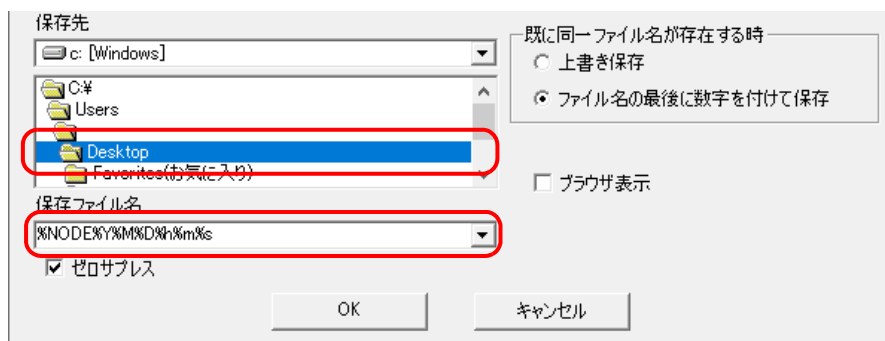 保存先
c: [Windows]
C:¥
Users
Desktop
Favorites(お気に入り)
保存ファイル名
%NODE%Y%M%D%h%m%s
ゼロサプレス
既に同一ファイル名が存在する時
上書き保存
ファイル名の最後に数字を付けて保存
ブラウザ表示
OK
キャンセル